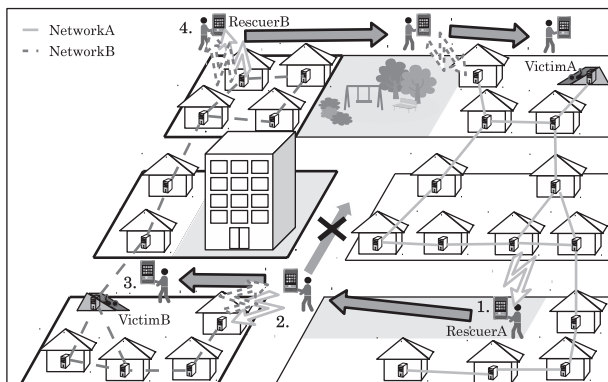 4.
RescuerB
NetworkA
NetworkB
VictimA
3.
VictimB
2.
1.
RescuerA